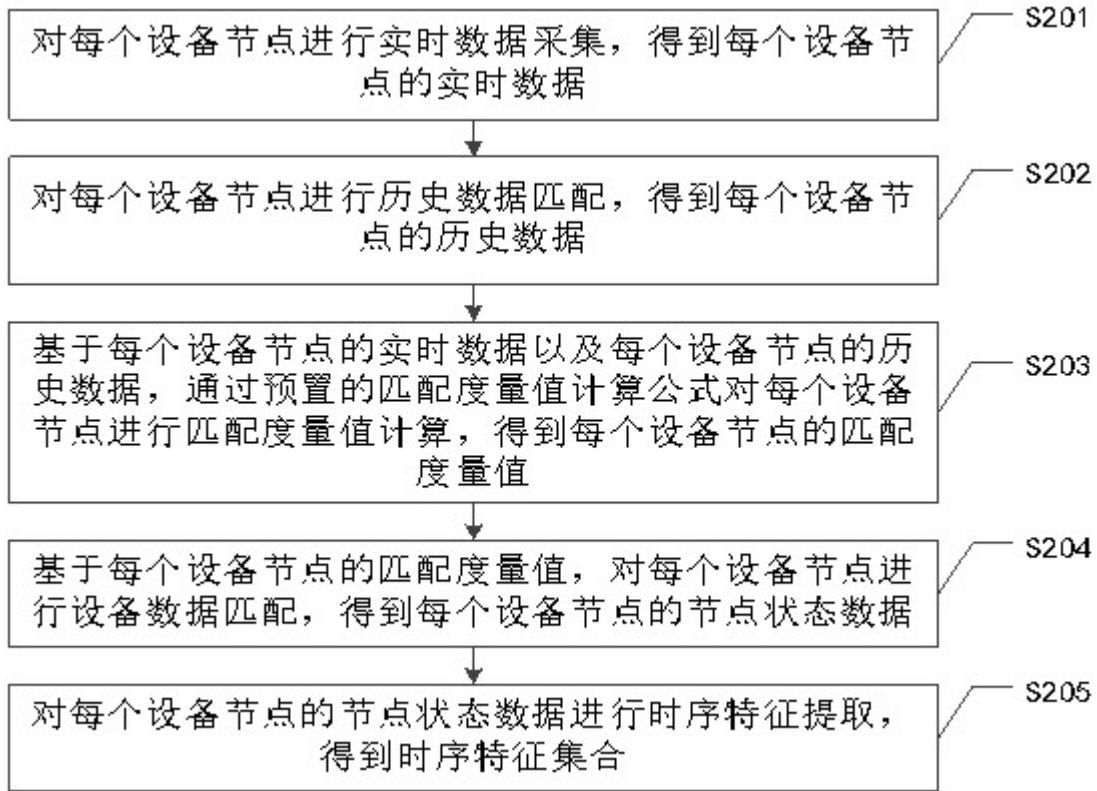 对每个设备节点进行实时数据采集，得到每个设备节
点的实时数据
S201
对每个设备节点进行历史数据匹配，得到每个设备节
点的历史数据
S202
基于每个设备节点的实时数据以及每个设备节点的历
史数据，通过预置的匹配度量值计算公式对每个设备
节点进行匹配度量值计算，得到每个设备节点的匹配
度量值
S203
基于每个设备节点的匹配度量值，对每个设备节点进
行设备数据匹配，得到每个设备节点的节点状态数据
S204
对每个设备节点的节点状态数据进行时序特征提取，
得到时序特征集合
S205